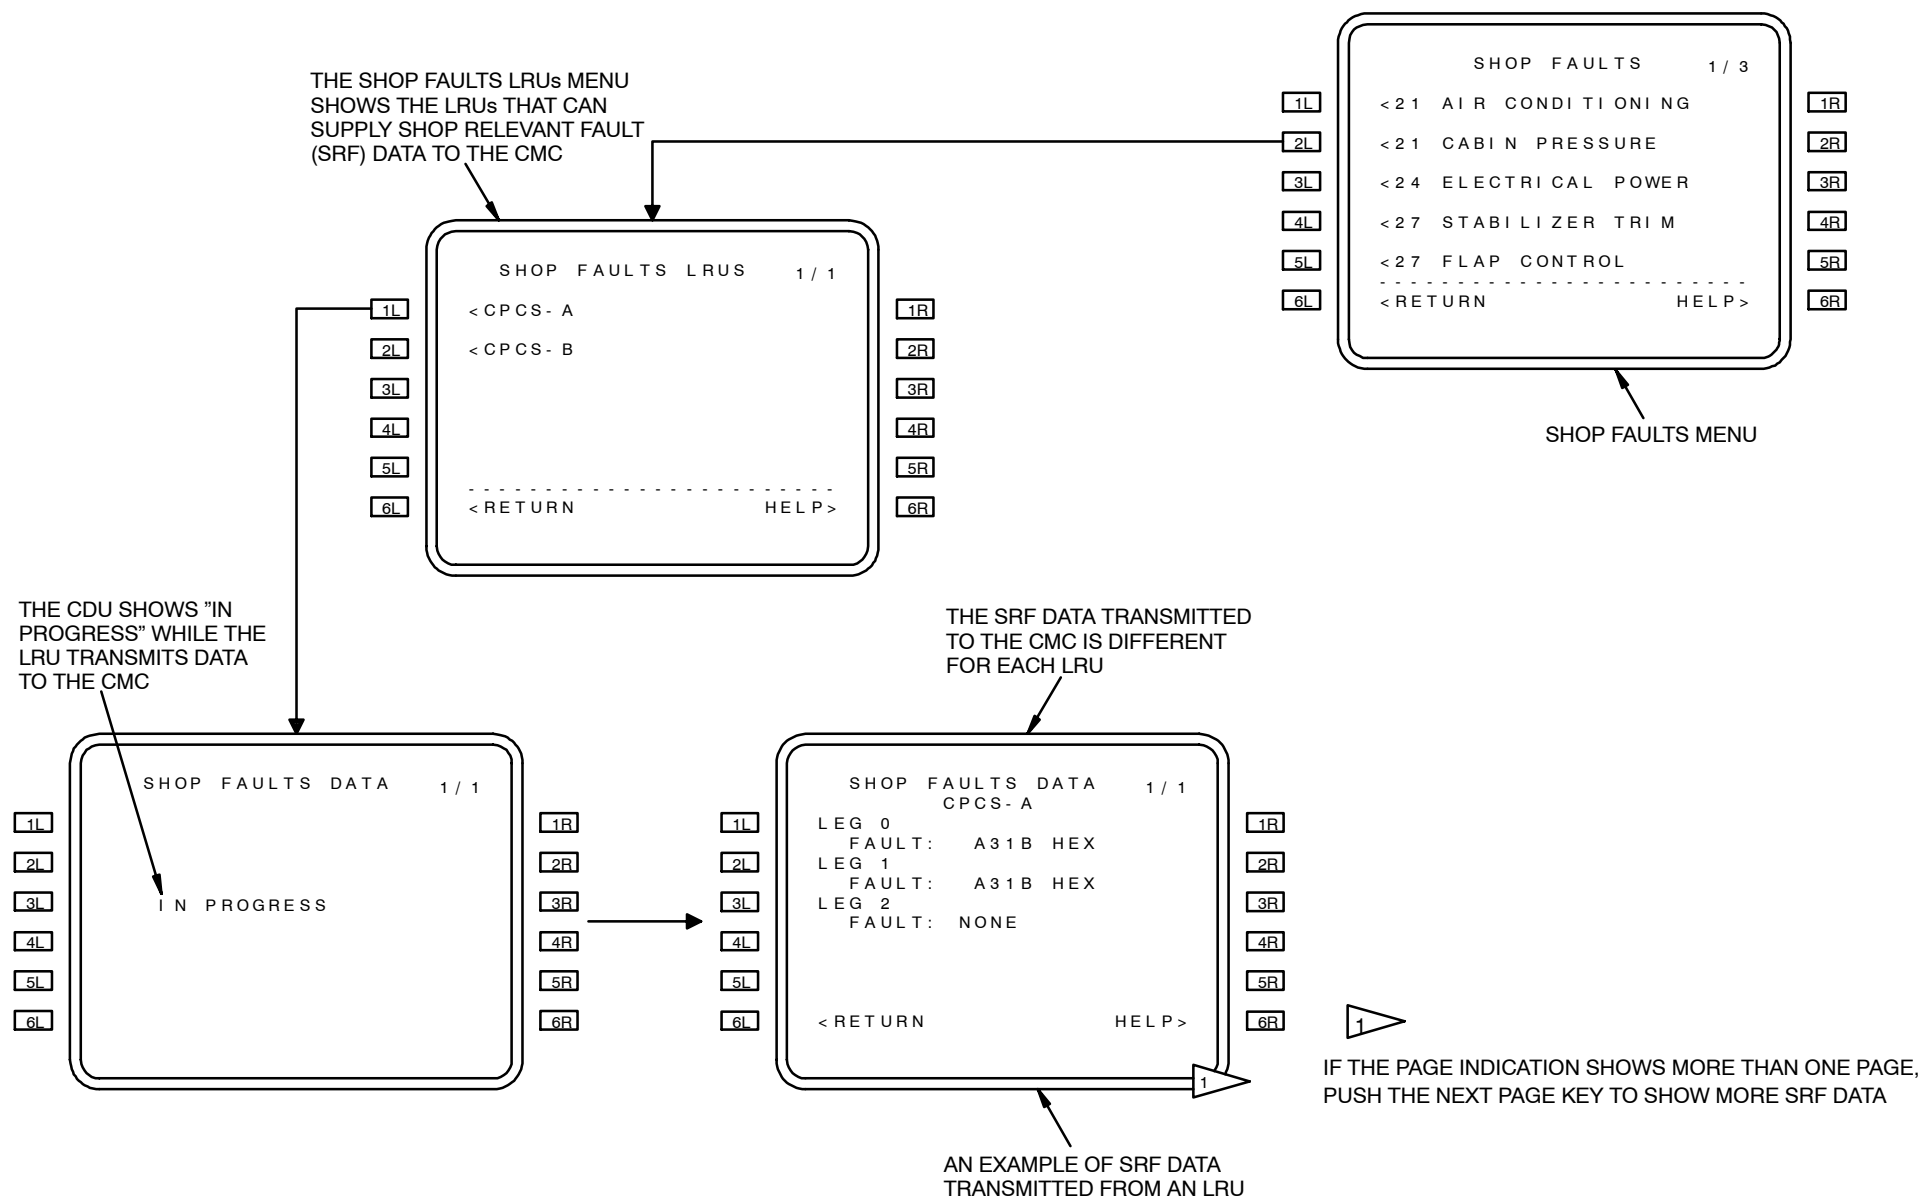 THE SHOP FAULTS LRUs MENU
SHOWS THE LRUs THAT CAN
SUPPLY SHOP RELEVANT FAULT
(SRF) DATA TO THE CMC
SHOP FAULTS 1/3
1L <21 AIR CONDITIONING 1R
2L <21 CABIN PRESSURE 2R
3L <24 ELECTRICAL POWER 3R
4L <27 STABILIZER TRIM 4R
5L <27 FLAP CONTROL 5R
------------------------
6L <RETURN HELP> 6R
SHOP FAULTS MENU
SHOP FAULTS LRUS 1/1
1L <CPCS-A 1R
2L <CPCS-B 2R
3L 3R
4L 4R
5L 5R
------------------------
6L <RETURN HELP> 6R
THE CDU SHOWS ”IN
PROGRESS” WHILE THE
LRU TRANSMITS DATA
TO THE CMC
SHOP FAULTS DATA 1/1
1L 1R
2L 2R
3L IN PROGRESS 3R
4L 4R
5L 5R
6L 6R
THE SRF DATA TRANSMITTED
TO THE CMC IS DIFFERENT
FOR EACH LRU
SHOP FAULTS DATA 1/1
CPCS-A
1L LEG 0 1R
FAULT: A31B HEX
2L LEG 1 2R
FAULT: A31B HEX
3L LEG 2 3R
FAULT: NONE
4L 4R
5L 5R
6L <RETURN HELP> 6R
1
AN EXAMPLE OF SRF DATA
TRANSMITTED FROM AN LRU
1
IF THE PAGE INDICATION SHOWS MORE THAN ONE PAGE,
PUSH THE NEXT PAGE KEY TO SHOW MORE SRF DATA